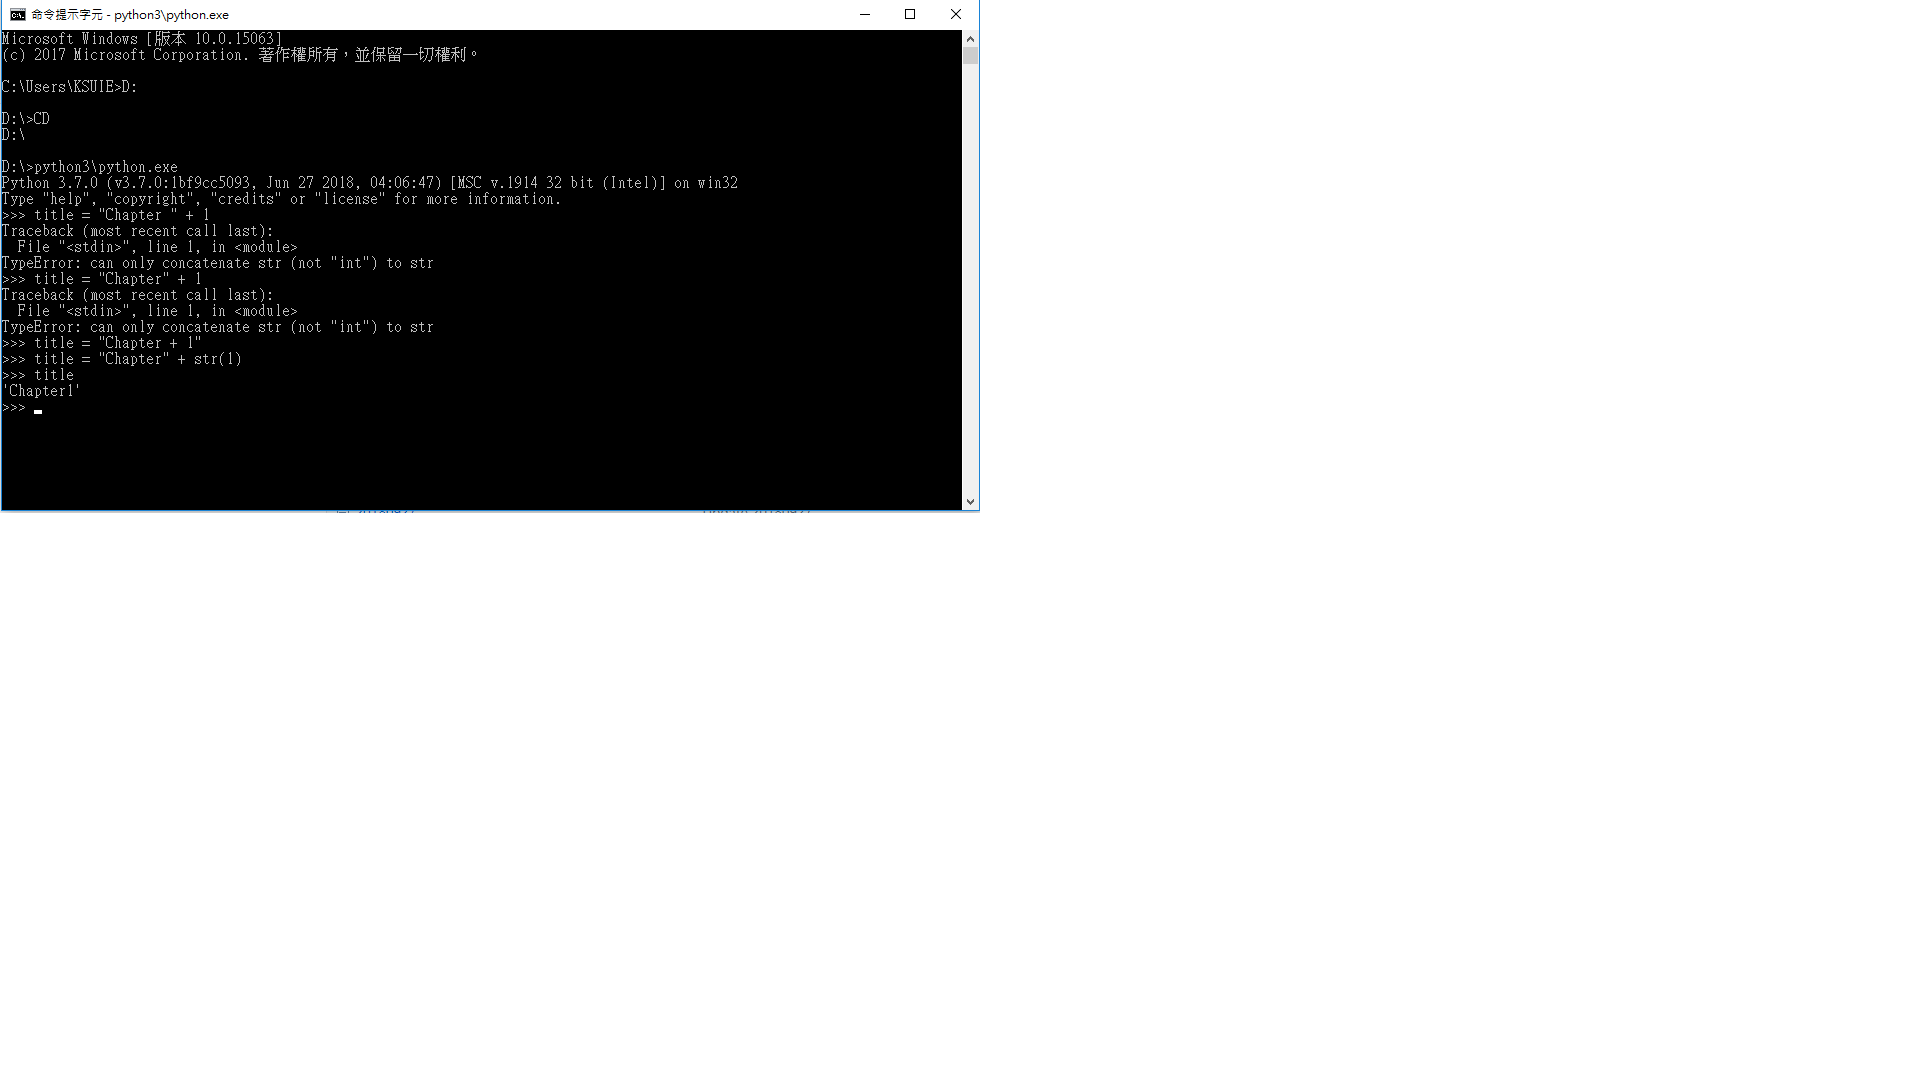 命令提示字元 - python3\python.exe
Microsoft Windows [版本 10.0.15063]
(c) 2017 Microsoft Corporation. 著作權所有，並保留一切權利。
C:\Users\KSUIE>D:
D:\>CD
D:\
D:\>python3\python.exe
Python 3.7.0 (v3.7.0:1bf9cc5093, Jun 27 2018, 04:06:47) [MSC v.1914 32 bit (Intel)] on win32
Type "help", "copyright", "credits" or "license" for more information.
>>> title = "Chapter " + 1
Traceback (most recent call last):
  File "<stdin>", line 1, in <module>
TypeError: can only concatenate str (not "int") to str
>>> title = "Chapter" + 1
Traceback (most recent call last):
  File "<stdin>", line 1, in <module>
TypeError: can only concatenate str (not "int") to str
>>> title = "Chapter + 1"
>>> title = "Chapter" + str(1)
>>> title
'Chapter1'
>>>